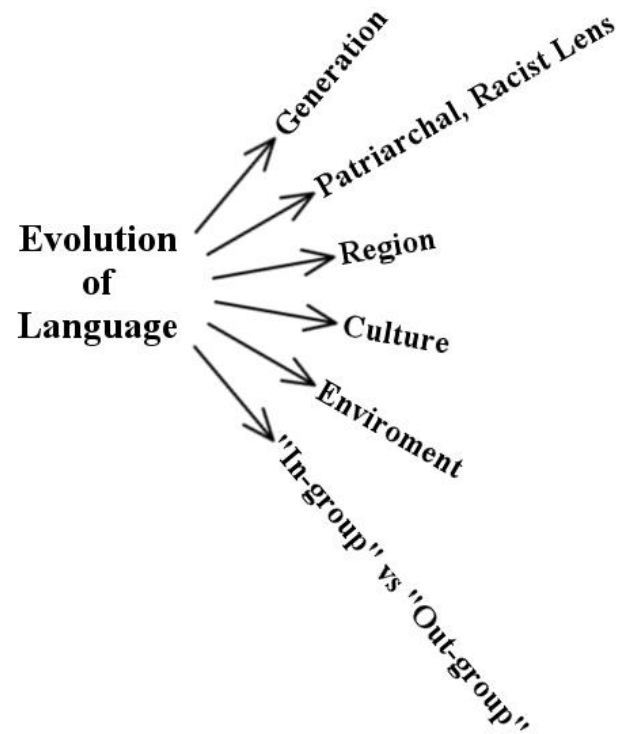 Evolution
of
Language
Generation
Patriarchal, Racist Lens
Region
Culture
Enviroment
"In-group" vs "Out-group"